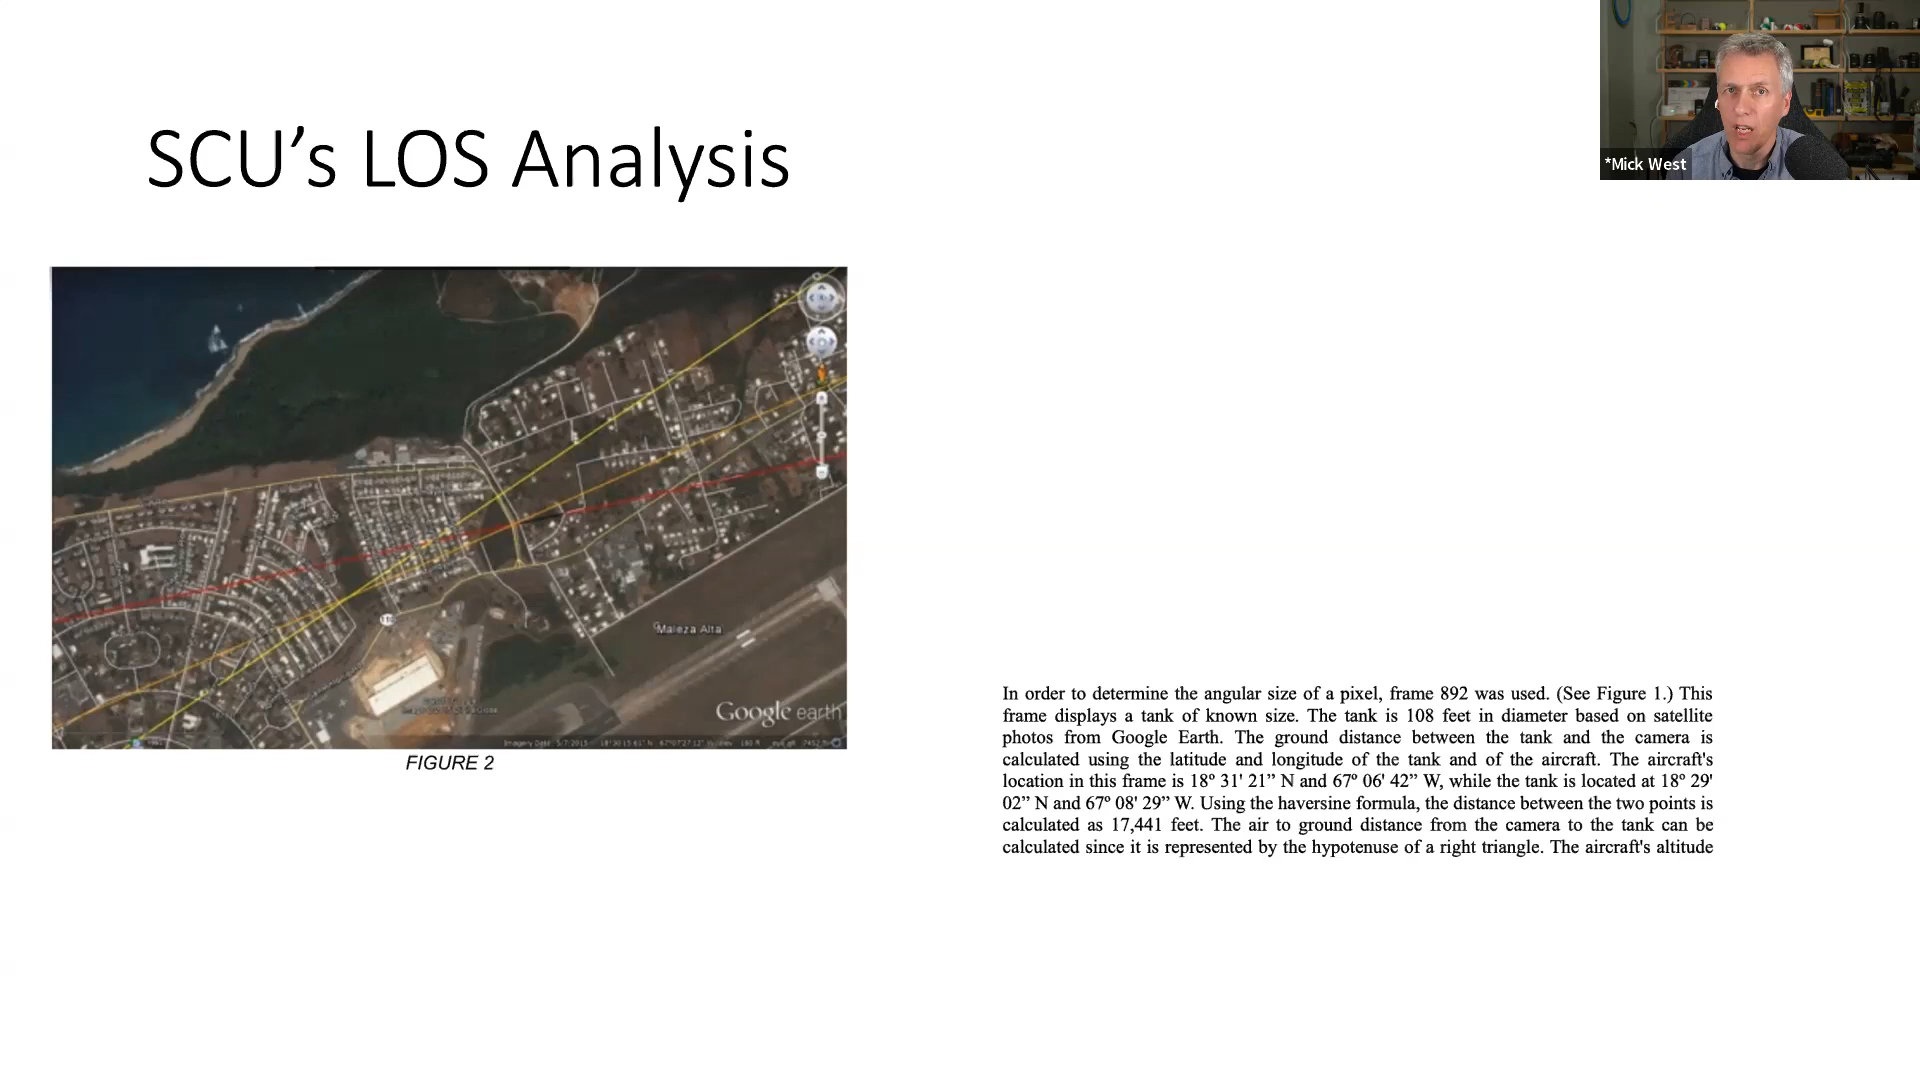 SCU's LOS Analysis
*Mick West
Maleza Alta
Google earth
FIGURE 2
In order to determine the angular size of a pixel, frame 892 was used. (See Figure 1.) This
frame displays a tank of known size. The tank is 108 feet in diameter based on satellite
photos from Google Earth. The ground distance between the tank and the camera is
calculated using the latitude and longitude of the tank and of the aircraft. The aircraft's
location in this frame is 18º 31' 21” N and 67º 06' 42” W, while the tank is located at 18º 29'
02” N and 67º 08' 29” W. Using the haversine formula, the distance between the two points is
calculated as 17,441 feet. The air to ground distance from the camera to the tank can be
calculated since it is represented by the hypotenuse of a right triangle. The aircraft's altitude